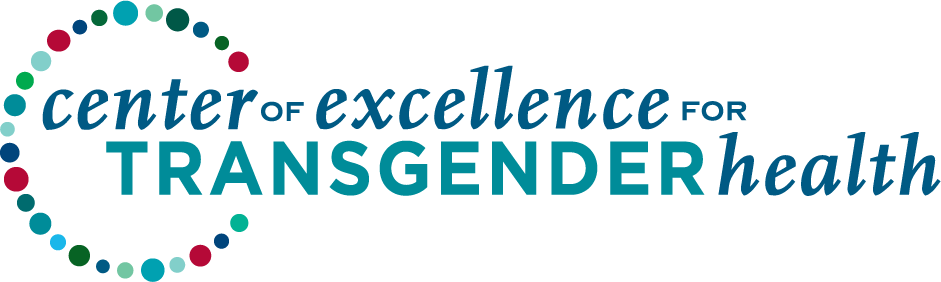 center OF excellence FOR
TRANSGENDER health